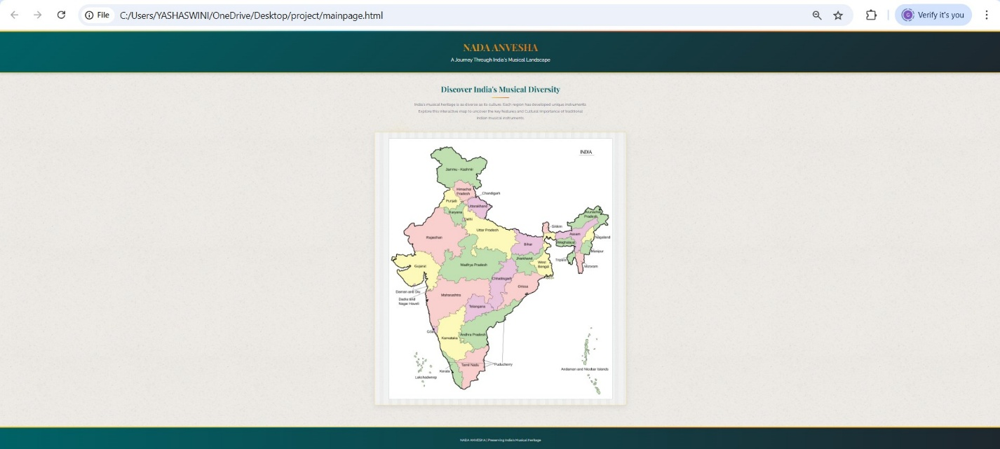 File
C:/Users/YASHASWINI/OneDrive/Desktop/project/mainpage.html
G
Verify it's you
NADA ANVESHA
A Journey Through India's Musical Landscape
Discover India's Musical Diversity
India's musical heritage is as diverse as its culture. Each region has developed unique instruments.
Explore this interactive map to uncover the key features and Cultural importance of traditional
Indian musical instruments.
INDIA
Jammu - Kashmir
Himachal
Pradesh
Chandigarh
Punjab
Uttarakhand
Haryana
Delhi
Arunachal
Pradesh
Sikkim
Uttar Pradesh
Assam
Nagaland
Rajasthan
Bihar
Meghalaya
Manipur
Jharkhand
Tripura
Gujarat
Madhya Pradesh
West
Bengal
Mizoram
Chhattisgarh
Orissa
Daman and Diu
Maharashtra
Dadra and
Nagar Haveli
Telangana
Goa
Karnataka
Andhra Pradesh
Tamil Nadu
Puducherry
Andaman and Nicobar Islands
Kerala
Lakshadweep
NADA ANVESHA | Preserving India's Musical Heritage